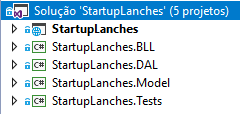 Solução 'StartupLanches' (5 projetos)
StartupLanches
C# StartupLanches.BLL
C# StartupLanches.DAL
C# StartupLanches.Model
C# StartupLanches.Tests